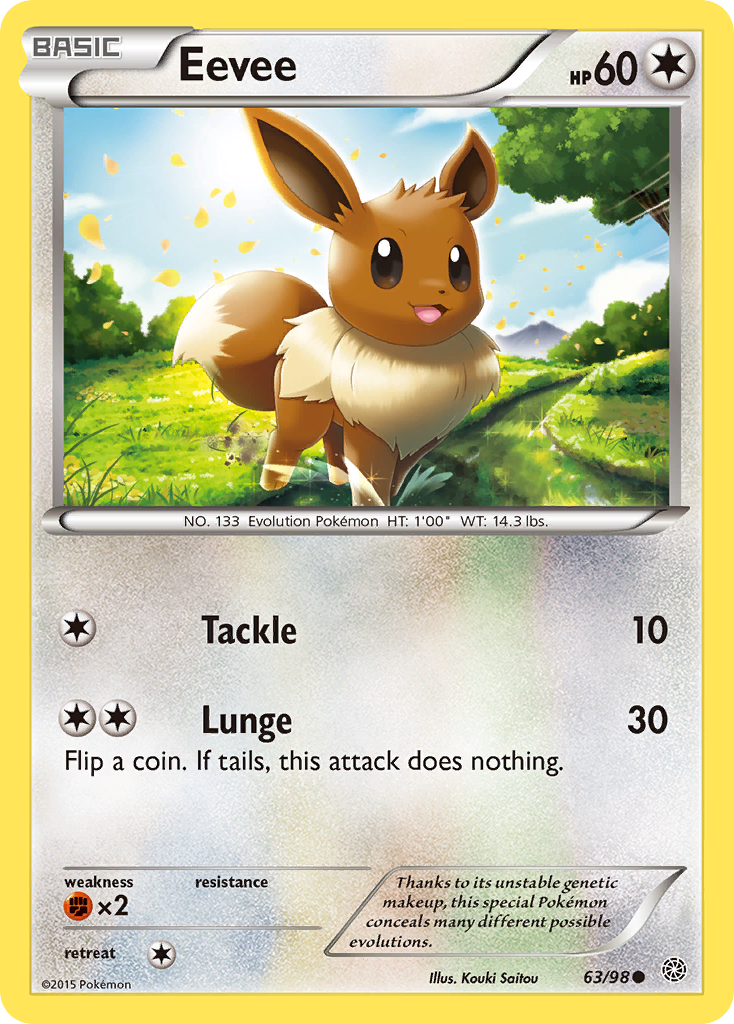 BASIC
Eevee
HP 60
NO. 133 Evolution Pokémon HT: 1'00" WT: 14.3 lbs.
Tackle 10
Lunge 30
Flip a coin. If tails, this attack does nothing.
weakness resistance
×2
retreat
Thanks to its unstable genetic
makeup, this special Pokémon
conceals many different possible
evolutions.
©2015 Pokémon
Illus. Kouki Saitou
63/98